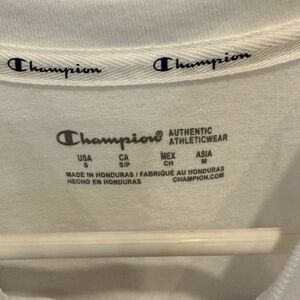 Champion Champion
Champion® AUTHENTIC ATHLETICWEAR
USA CA MEX ASIA
S S/P CH M
MADE IN HONDURAS / FABRIQUÉ AU HONDURAS
HECHO EN HONDURAS CHAMPION.COM